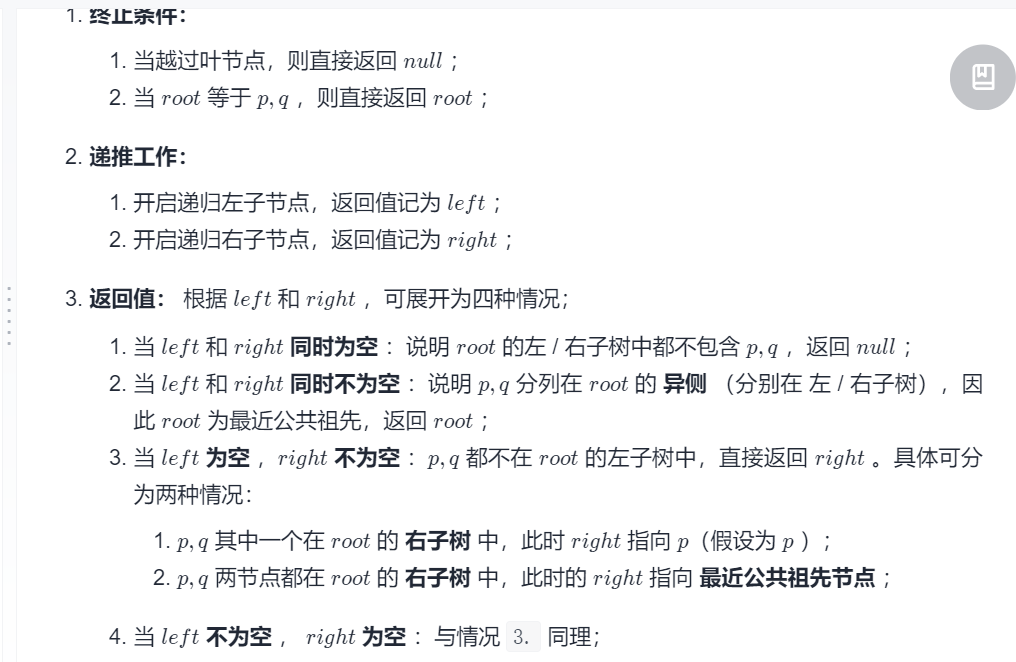 1. 终止条件：
1. 当越过叶节点，则直接返回 null ；
2. 当 root 等于 p, q ，则直接返回 root ；
2. 递推工作：
1. 开启递归左子节点，返回值记为 left ；
2. 开启递归右子节点，返回值记为 right ；
3. 返回值： 根据 left 和 right ，可展开为四种情况；
1. 当 left 和 right 同时为空 ：说明 root 的左 / 右子树中都不包含 p, q ，返回 null ；
2. 当 left 和 right 同时不为空 ：说明 p, q 分列在 root 的 异侧 （分别在 左 / 右子树），因
此 root 为最近公共祖先，返回 root ；
3. 当 left 为空 ，right 不为空 ：p, q 都不在 root 的左子树中，直接返回 right 。具体可分
为两种情况：
1. p, q 其中一个在 root 的 右子树 中，此时 right 指向 p（假设为 p ）；
2. p, q 两节点都在 root 的 右子树 中，此时的 right 指向 最近公共祖先节点 ；
4. 当 left 不为空 ， right 为空 ：与情况 3. 同理；